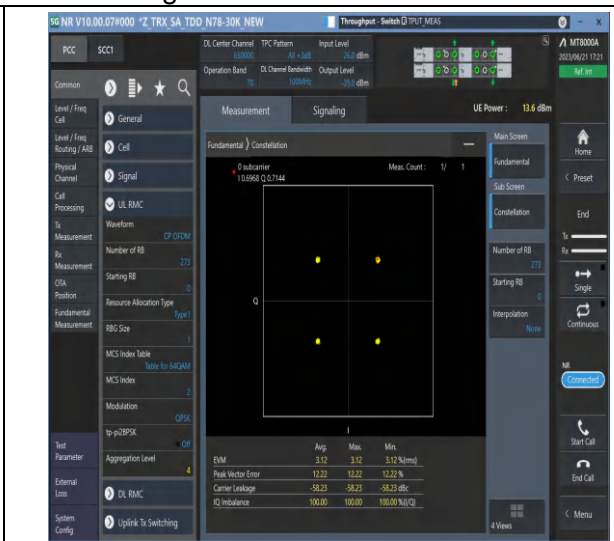 5G NR V10.00.07#000 *Z_TRX_SA_TDD_N78-30K_NEW
Throughput - Switch TPUT_MEAS
PCC
SCC1
DL Center Channel
TPC Pattern
Input Level
630000
All +3dB
26.0 dBm
Operation Band
DL Channel Bandwidth
Output Level
78
100MHz
-39.8 dBm
MT8000A
2023/06/21 17:21
Ref. Int
Common
Level / Freq
Cell
Level / Freq
Routing / ARB
Physical
Channel
Call
Processing
Tx
Measurement
Rx
Measurement
OTA
Position
Fundamental
Measurement
Test
Parameter
External
Loss
System
Config
General
Cell
Signal
UL RMC
Waveform
CP OFDM
Number of RB
273
Starting RB
0
Resource Allocation Type
Type1
RBG Size
1
MCS Index Table
Table for 64QAM
MCS Index
2
Modulation
QPSK
tp-pi2BPSK
Off
Aggregation Level
4
DL RMC
Uplink Tx Switching
Measurement
Signaling
UE Power : 13.6 dBm
Fundamental
Constellation
0 subcarrier
I 0.6968 Q 0.7144
Meas. Count : 1/ 1
Q
I
Avg. Max. Min.
EVM 3.12 3.12 3.12 %(rms)
Peak Vector Error 12.22 12.22 12.22 %
Carrier Leakage -58.23 -58.23 -58.23 dBc
IQ Imbalance 100.00 100.00 100.00 %(I/Q)
Main Screen
Fundamental
Sub Screen
Constellation
Number of RB
273
Starting RB
0
Interpolation
None
4 Views
Home
Preset
End
Tx
Rx
Single
Continuous
NR
Connected
Start Call
End Call
Menu